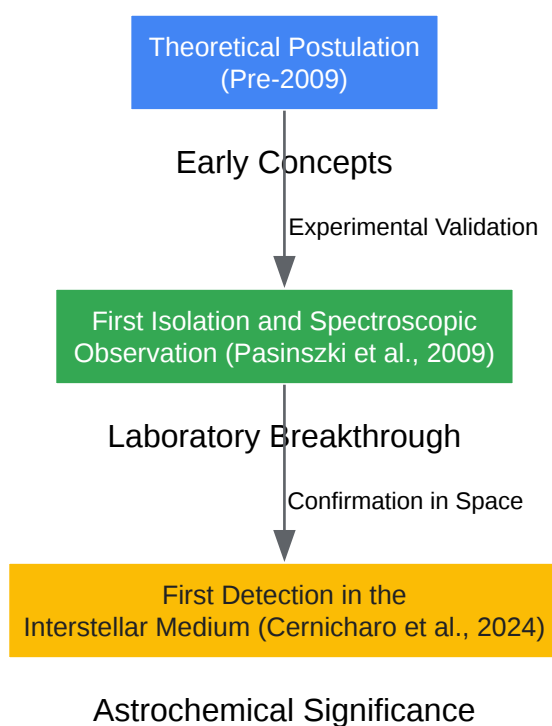 Theoretical Postulation
(Pre-2009)
Early Concepts
Experimental Validation
First Isolation and Spectroscopic
Observation (Pasinszki et al., 2009)
Laboratory Breakthrough
Confirmation in Space
First Detection in the
Interstellar Medium (Cernicharo et al., 2024)
Astrochemical Significance